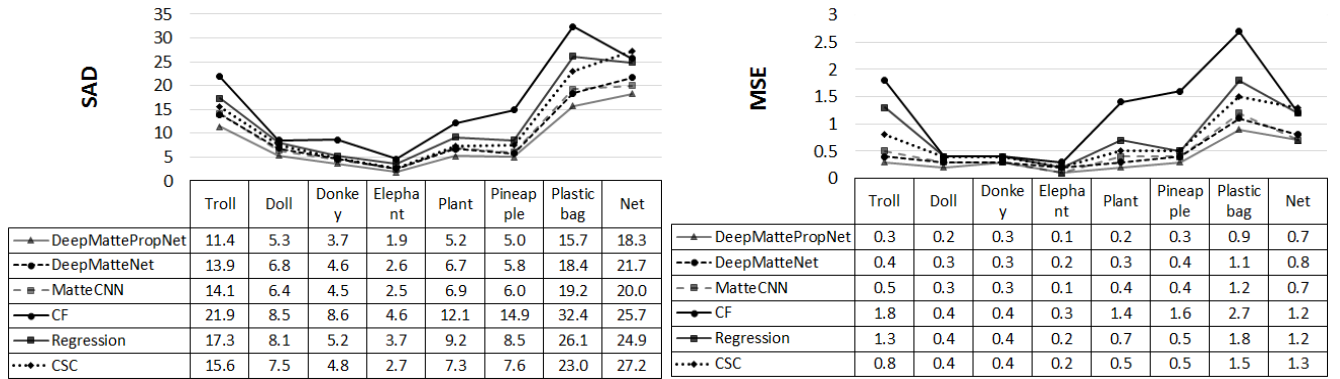 SAD
35
30
25
20
15
10
5
0
Troll Doll Donke y Elepha nt Plant Pineap ple Plastic bag Net
DeepMattePropNet 11.4 5.3 3.7 1.9 5.2 5.0 15.7 18.3
DeepMatteNet 13.9 6.8 4.6 2.6 6.7 5.8 18.4 21.7
MatteCNN 14.1 6.4 4.5 2.5 6.9 6.0 19.2 20.0
CF 21.9 8.5 8.6 4.6 12.1 14.9 32.4 25.7
Regression 17.3 8.1 5.2 3.7 9.2 8.5 26.1 24.9
CSC 15.6 7.5 4.8 2.7 7.3 7.6 23.0 27.2
MSE
3
2.5
2
1.5
1
0.5
0
Troll Doll Donke y Elepha nt Plant Pineap ple Plastic bag Net
DeepMattePropNet 0.3 0.2 0.3 0.1 0.2 0.3 0.9 0.7
DeepMatteNet 0.4 0.3 0.3 0.2 0.3 0.4 1.1 0.8
MatteCNN 0.5 0.3 0.3 0.1 0.4 0.4 1.2 0.7
CF 1.8 0.4 0.4 0.3 1.4 1.6 2.7 1.2
Regression 1.3 0.4 0.4 0.2 0.7 0.5 1.8 1.2
CSC 0.8 0.4 0.4 0.2 0.5 0.5 1.5 1.3